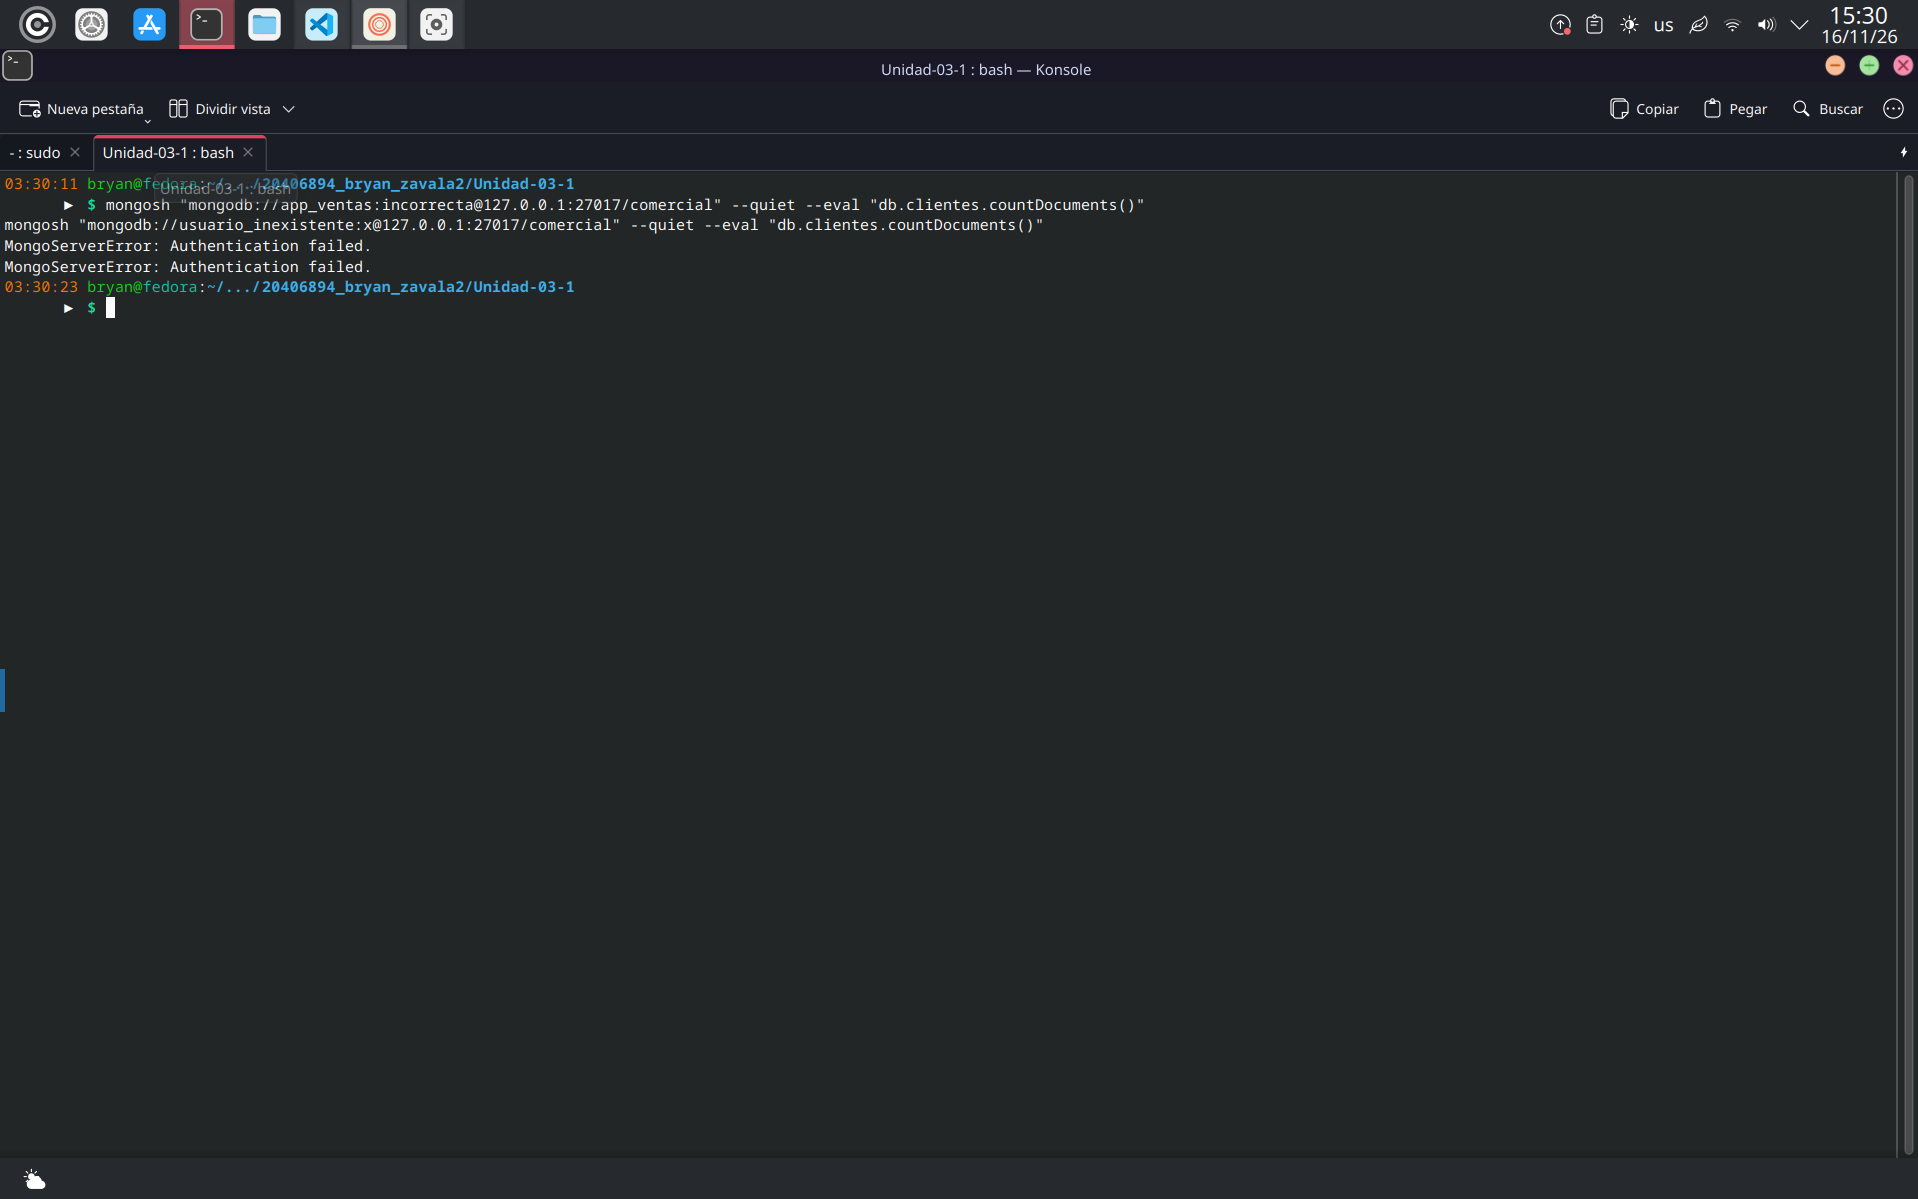 us
15:30
16/11/26
Unidad-03-1 : bash — Konsole
Nueva pestaña
Dividir vista
Copiar
Pegar
Buscar
- : sudo
Unidad-03-1 : bash
03:30:11 bryan@fedora:~/.../20406894_bryan_zavala2/Unidad-03-1
Unidad-03-1 : bash
▶ $ mongosh "mongodb://app_ventas:incorrecta@127.0.0.1:27017/comercial" --quiet --eval "db.clientes.countDocuments()"
mongosh "mongodb://usuario_inexistente:x@127.0.0.1:27017/comercial" --quiet --eval "db.clientes.countDocuments()"
MongoServerError: Authentication failed.
MongoServerError: Authentication failed.
03:30:23 bryan@fedora:~/.../20406894_bryan_zavala2/Unidad-03-1
▶ $